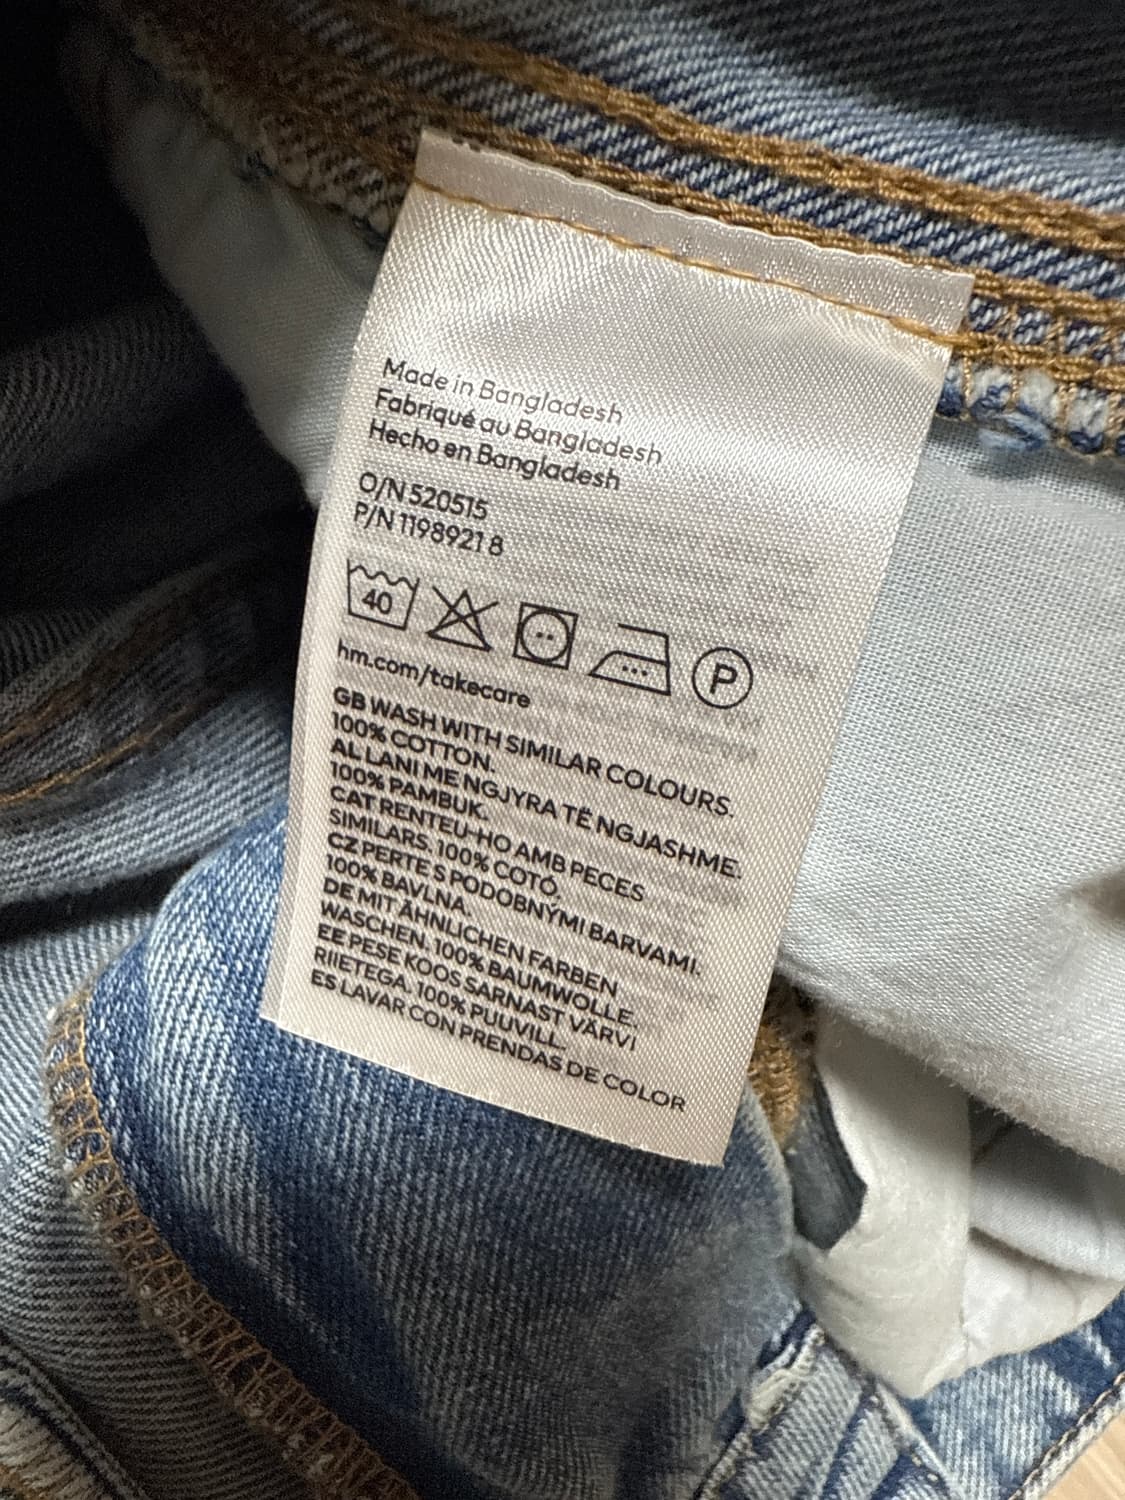 Made in Bangladesh
Fabriqué au Bangladesh
Hecho en Bangladesh
O/N 520515
P/N 1198921 8
40
P
hm.com/takecare
GB WASH WITH SIMILAR COLOURS.
100% COTTON.
AL LANI ME NGJYRA TË NGJASHME.
100% PAMBUK.
CAT RENTEU-HO AMB PECES
SIMILARS. 100% COTÓ.
CZ PERTE S PODOBNÝMI BARVAMI.
100% BAVLNA.
DE MIT ÄHNLICHEN FARBEN
WASCHEN. 100% BAUMWOLLE.
EE PESE KOOS SARNAST VÄRVI
RIIETEGA. 100% PUUVILL.
ES LAVAR CON PRENDAS DE COLOR